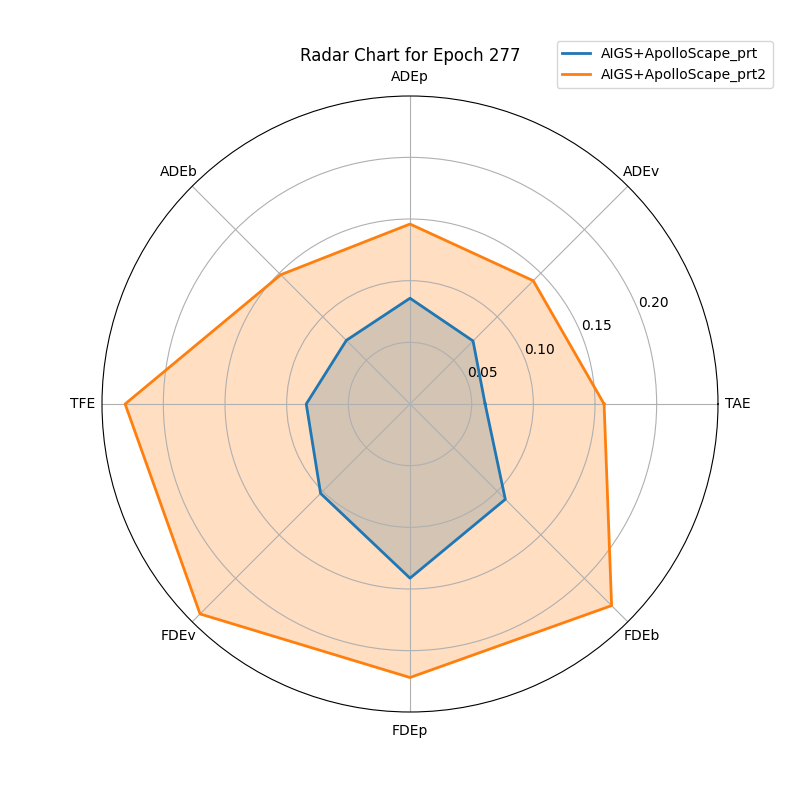 Radar Chart for Epoch 277
AIGS+ApolloScape_prt
AIGS+ApolloScape_prt2
ADEp
ADEb
ADEv
0.20
0.15
0.10
0.05
TFE
TAE
FDEv
FDEb
FDEp